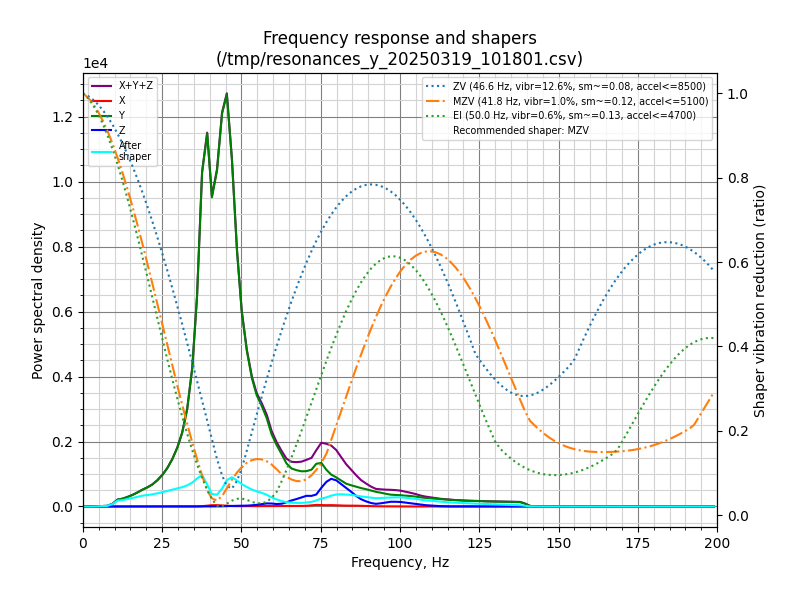 Frequency response and shapers
(/tmp/resonances_y_20250319_101801.csv)
1e4
X+Y+Z
X
Y
Z
After
shaper
ZV (46.6 Hz, vibr=12.6%, sm~=0.08, accel<=8500)
MZV (41.8 Hz, vibr=1.0%, sm~=0.12, accel<=5100)
EI (50.0 Hz, vibr=0.6%, sm~=0.13, accel<=4700)
Recommended shaper: MZV
1.2
1.0
0.8
0.6
0.4
0.2
0.0
Power spectral density
1.0
0.8
0.6
0.4
0.2
0.0
Shaper vibration reduction (ratio)
0 25 50 75 100 125 150 175 200
Frequency, Hz